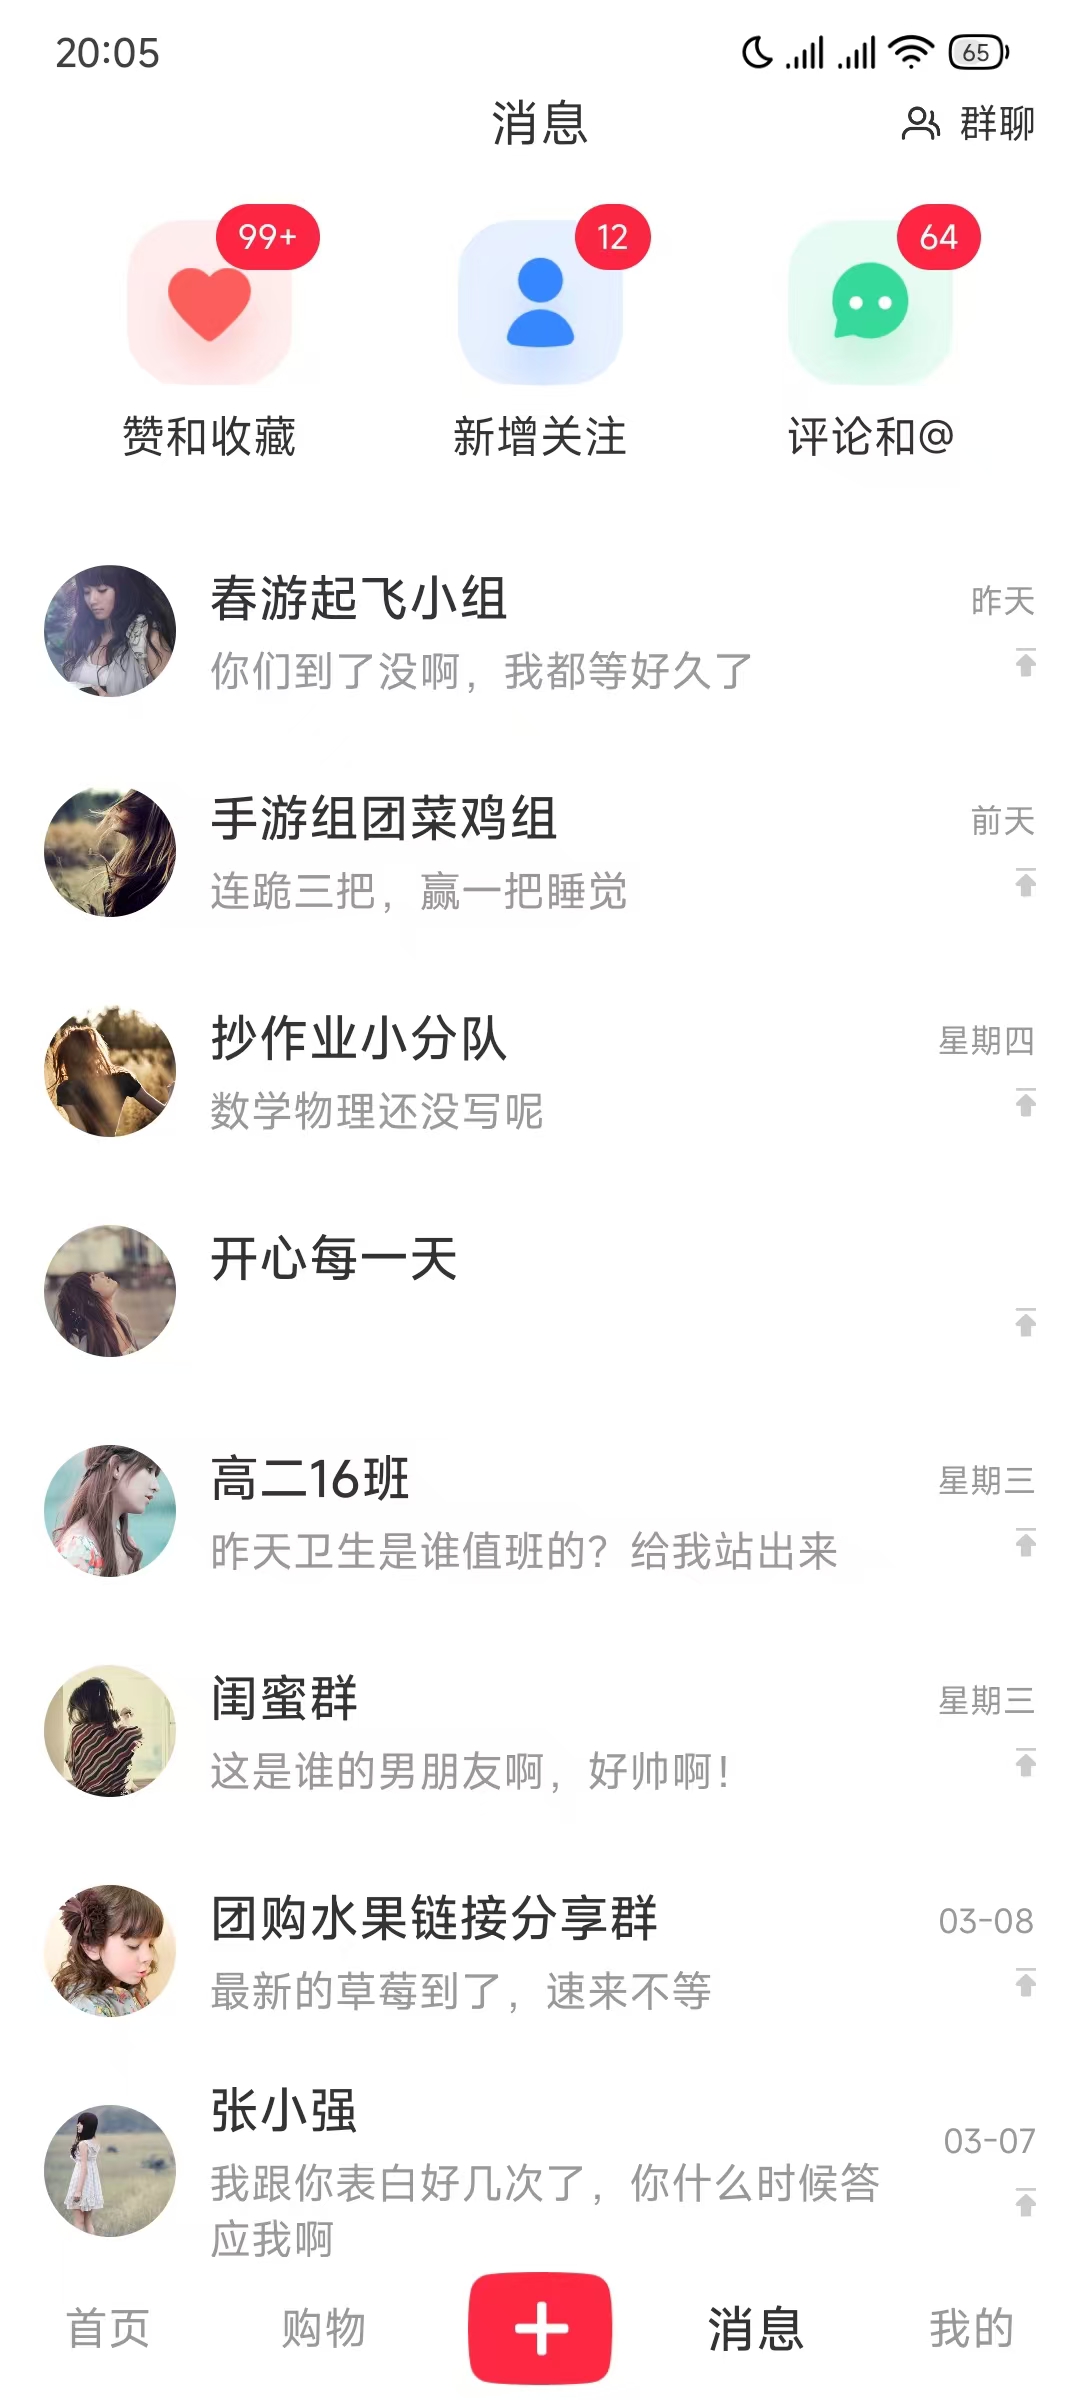 20:05
65
消息
群聊
99+
12
64
赞和收藏
新增关注
评论和@
春游起飞小组
昨天
你们到了没啊，我都等好久了
手游组团菜鸡组
前天
连跪三把，赢一把睡觉
抄作业小分队
星期四
数学物理还没写呢
开心每一天
高二16班
星期三
昨天卫生是谁值班的？给我站出来
闺蜜群
星期三
这是谁的男朋友啊，好帅啊！
团购水果链接分享群
03-08
最新的草莓到了，速来不等
张小强
03-07
我跟你表白好几次了，你什么时候答
应我啊
首页
购物
消息
我的